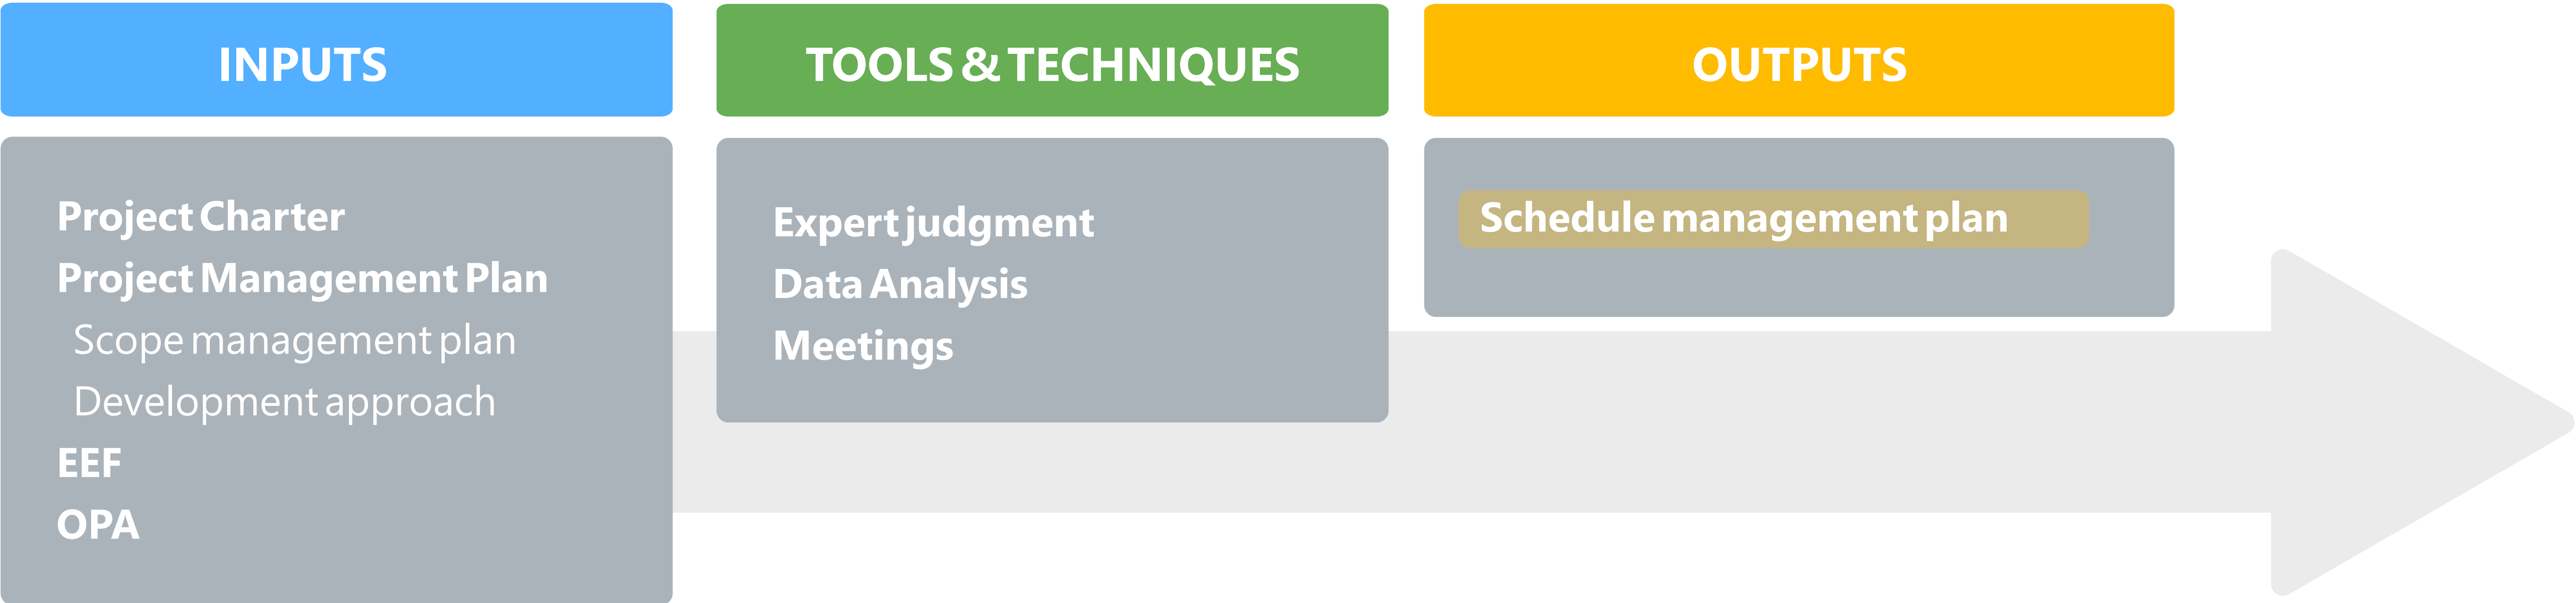 INPUTS
Project Charter
Project Management Plan
Scope management plan
Development approach
EEF
OPA
TOOLS & TECHNIQUES
Expert judgment
Data Analysis
Meetings
OUTPUTS
Schedule management plan